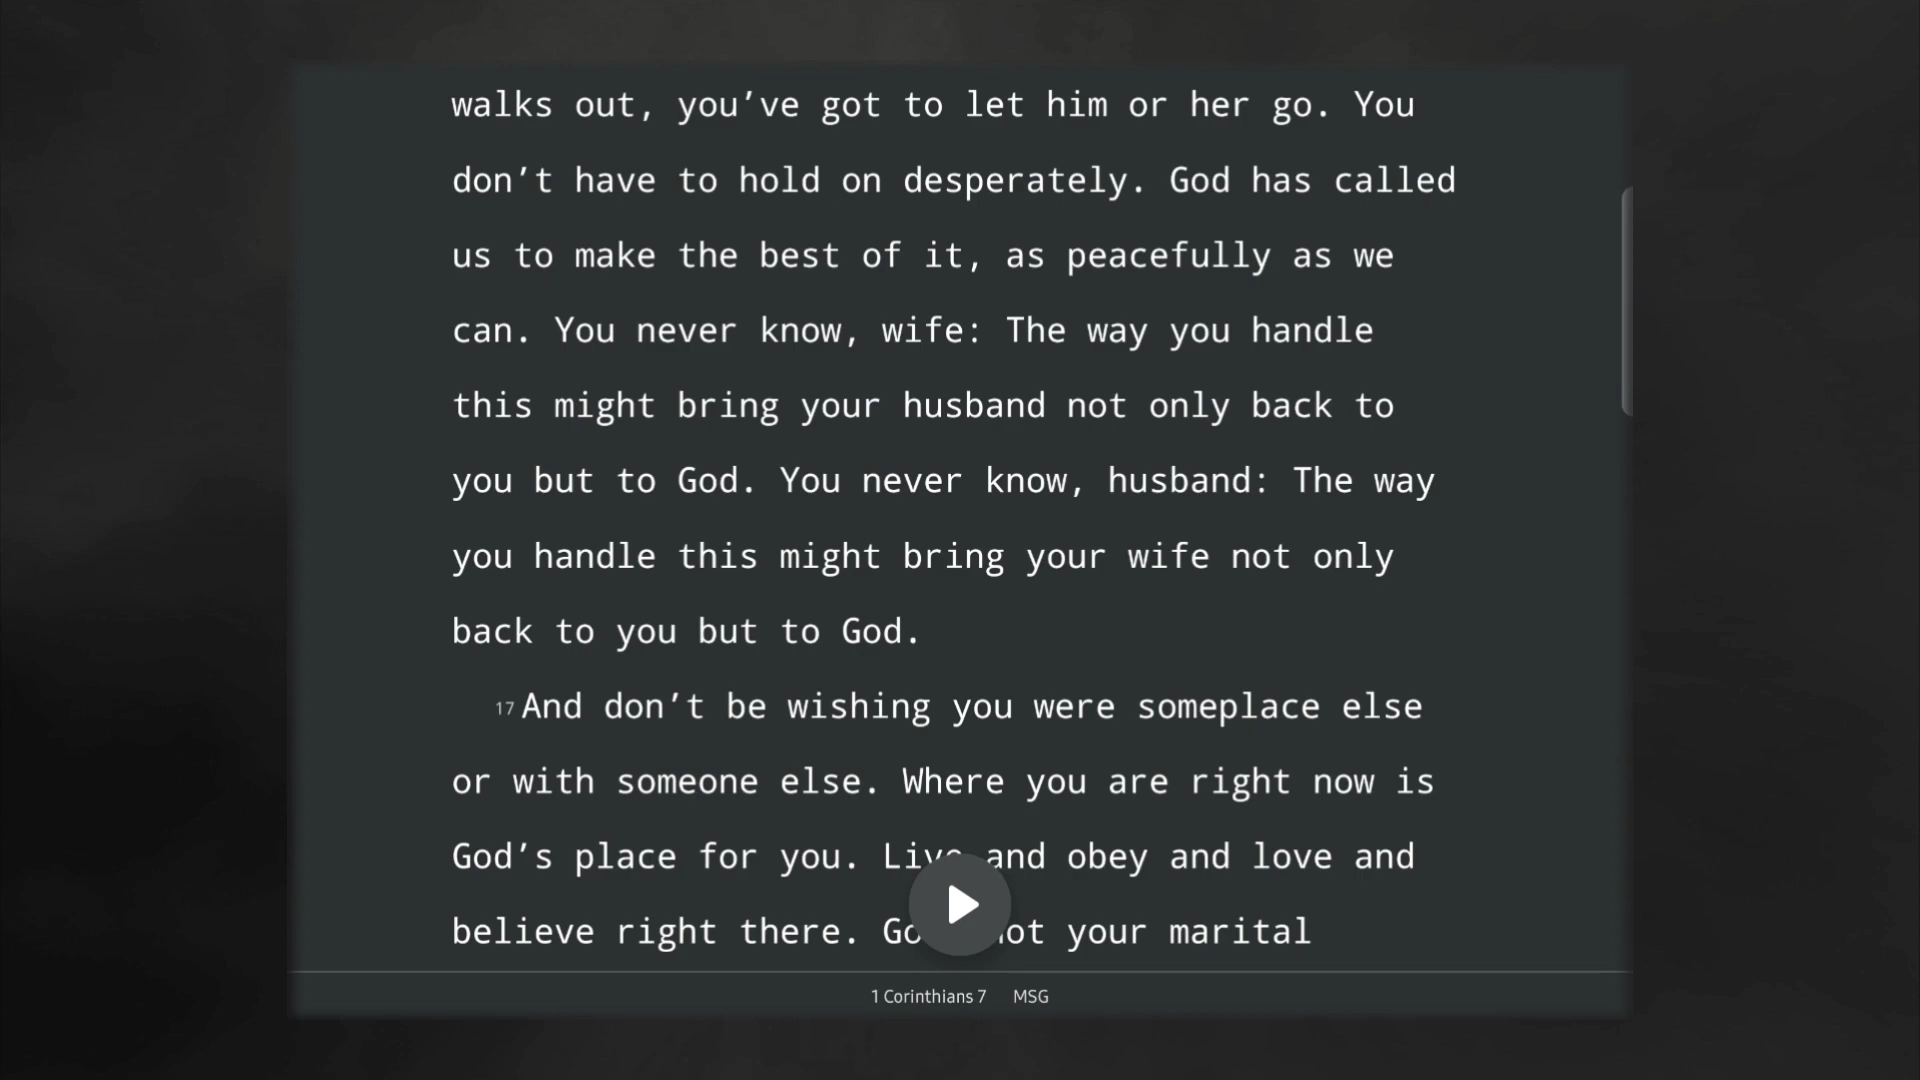 walks out, you’ve got to let him or her go. You
don’t have to hold on desperately. God has called
us to make the best of it, as peacefully as we
can. You never know, wife: The way you handle
this might bring your husband not only back to
you but to God. You never know, husband: The way
you handle this might bring your wife not only
back to you but to God.
17 And don’t be wishing you were someplace else
or with someone else. Where you are right now is
God’s place for you. Live and obey and love and
believe right there. your marital
1 Corinthians 7 MSG